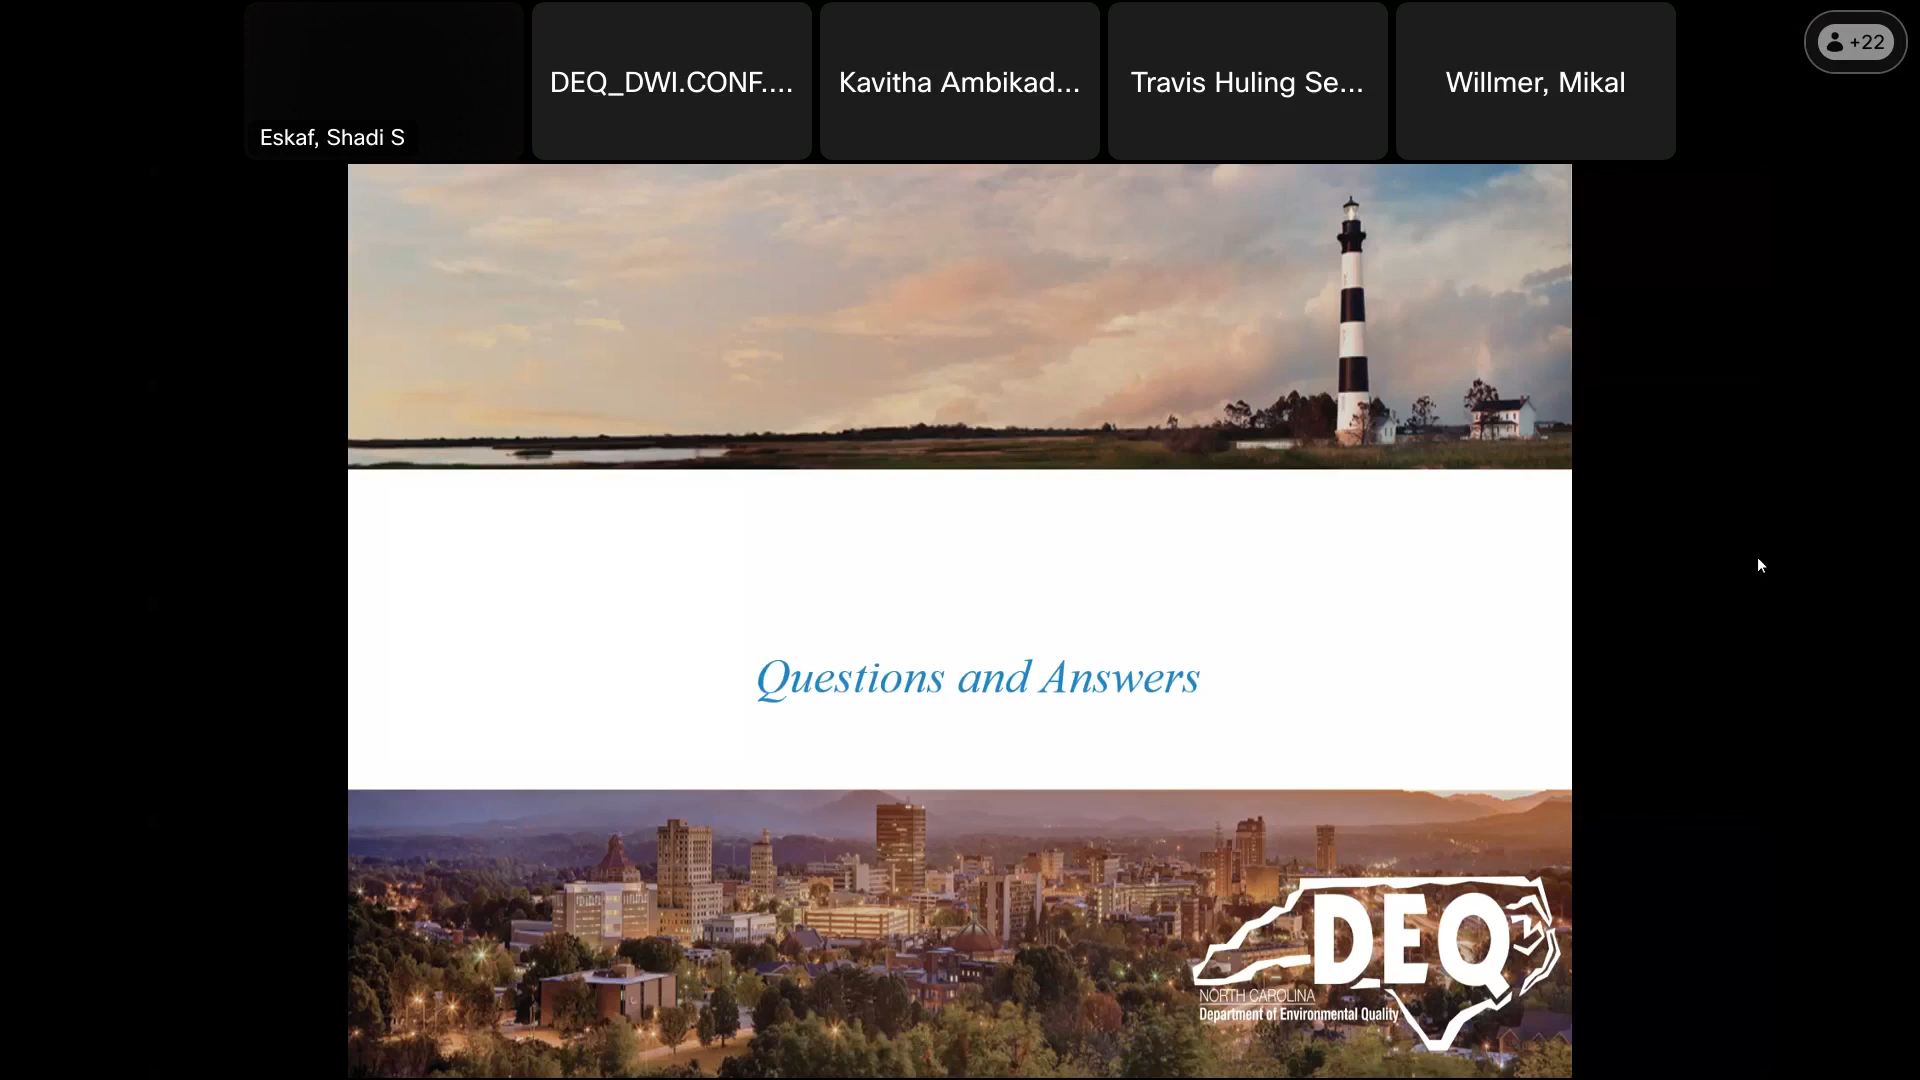 +22
DEQ_DWI.CONF....
Kavitha Ambikad...
Travis Huling Se...
Willmer, Mikal
Eskaf, Shadi S
Questions and Answers
DEQ
NORTH CAROLINA
Department of Environmental Quality